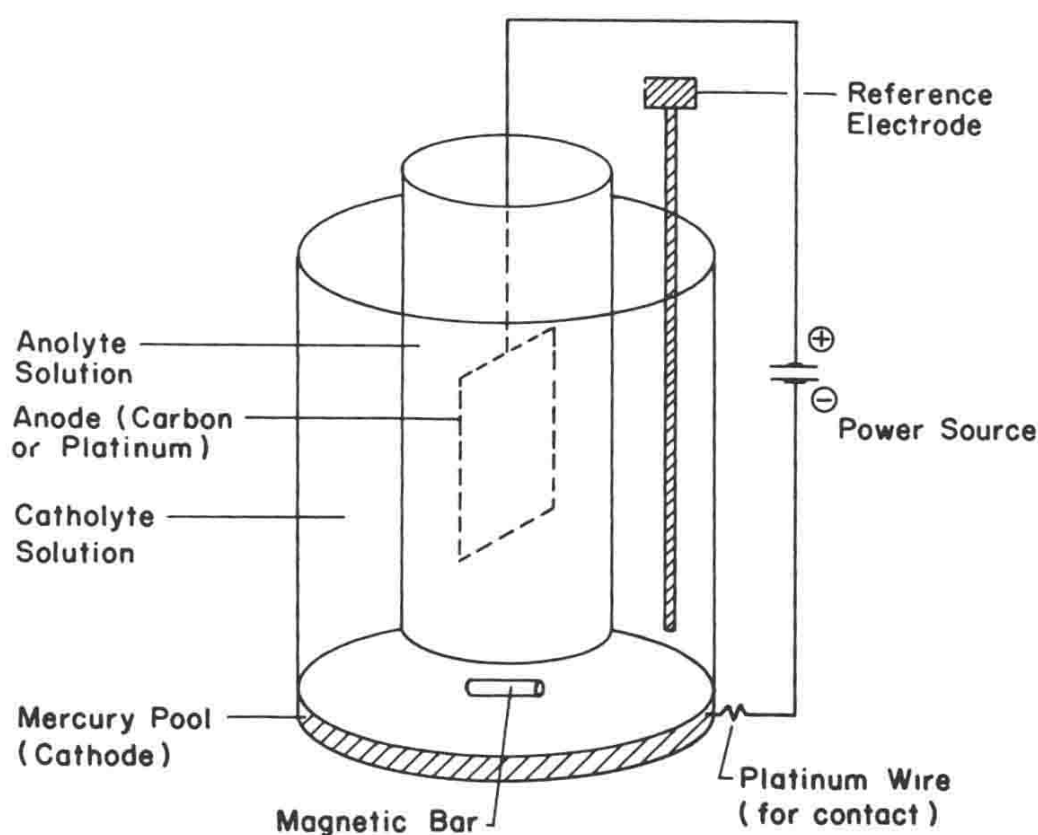 Reference
Electrode
Anolyte
Solution
Anode (Carbon
or Platinum)
Catholyte
Solution
+
−
Power Source
Mercury Pool
(Cathode)
Magnetic Bar
Platinum Wire
(for contact)